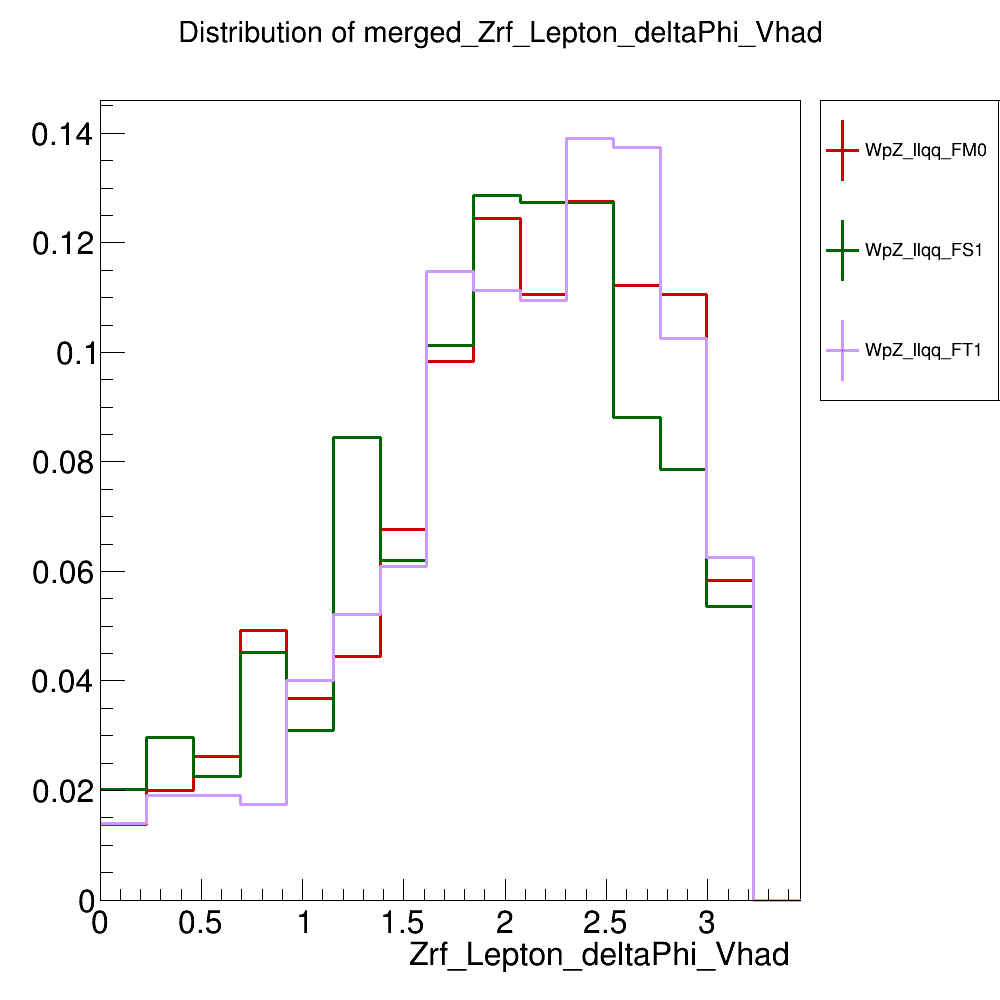 Distribution of merged_Zrf_Lepton_deltaPhi_Vhad
0.14
0.12
0.1
0.08
0.06
0.04
0.02
0
0 0.5 1 1.5 2 2.5 3
Zrf_Lepton_deltaPhi_Vhad
WpZ_llqq_FM0
WpZ_llqq_FS1
WpZ_llqq_FT1